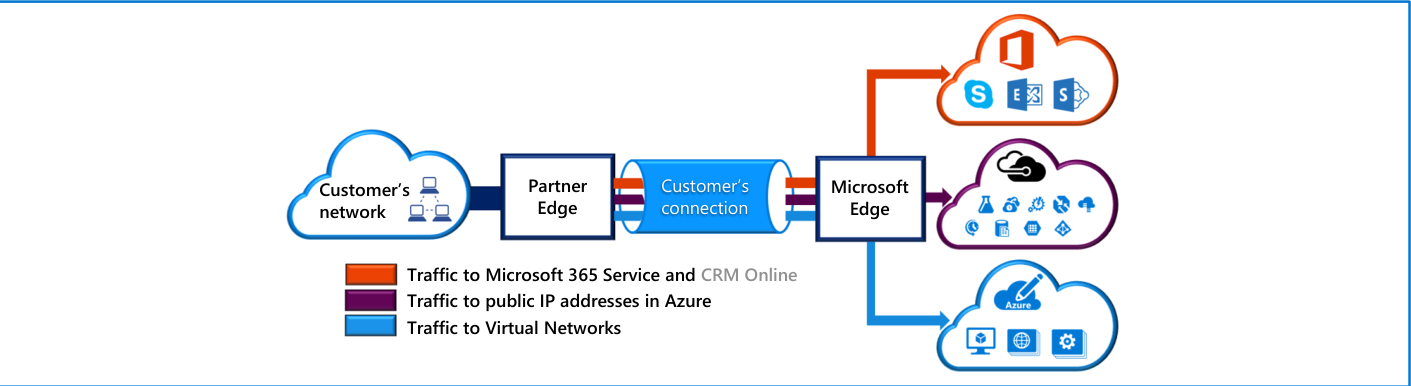 Customer's
network
Partner
Edge
Customer's
connection
Microsoft
Edge
S
E
S
Azure
Traffic to Microsoft 365 Service and CRM Online
Traffic to public IP addresses in Azure
Traffic to Virtual Networks